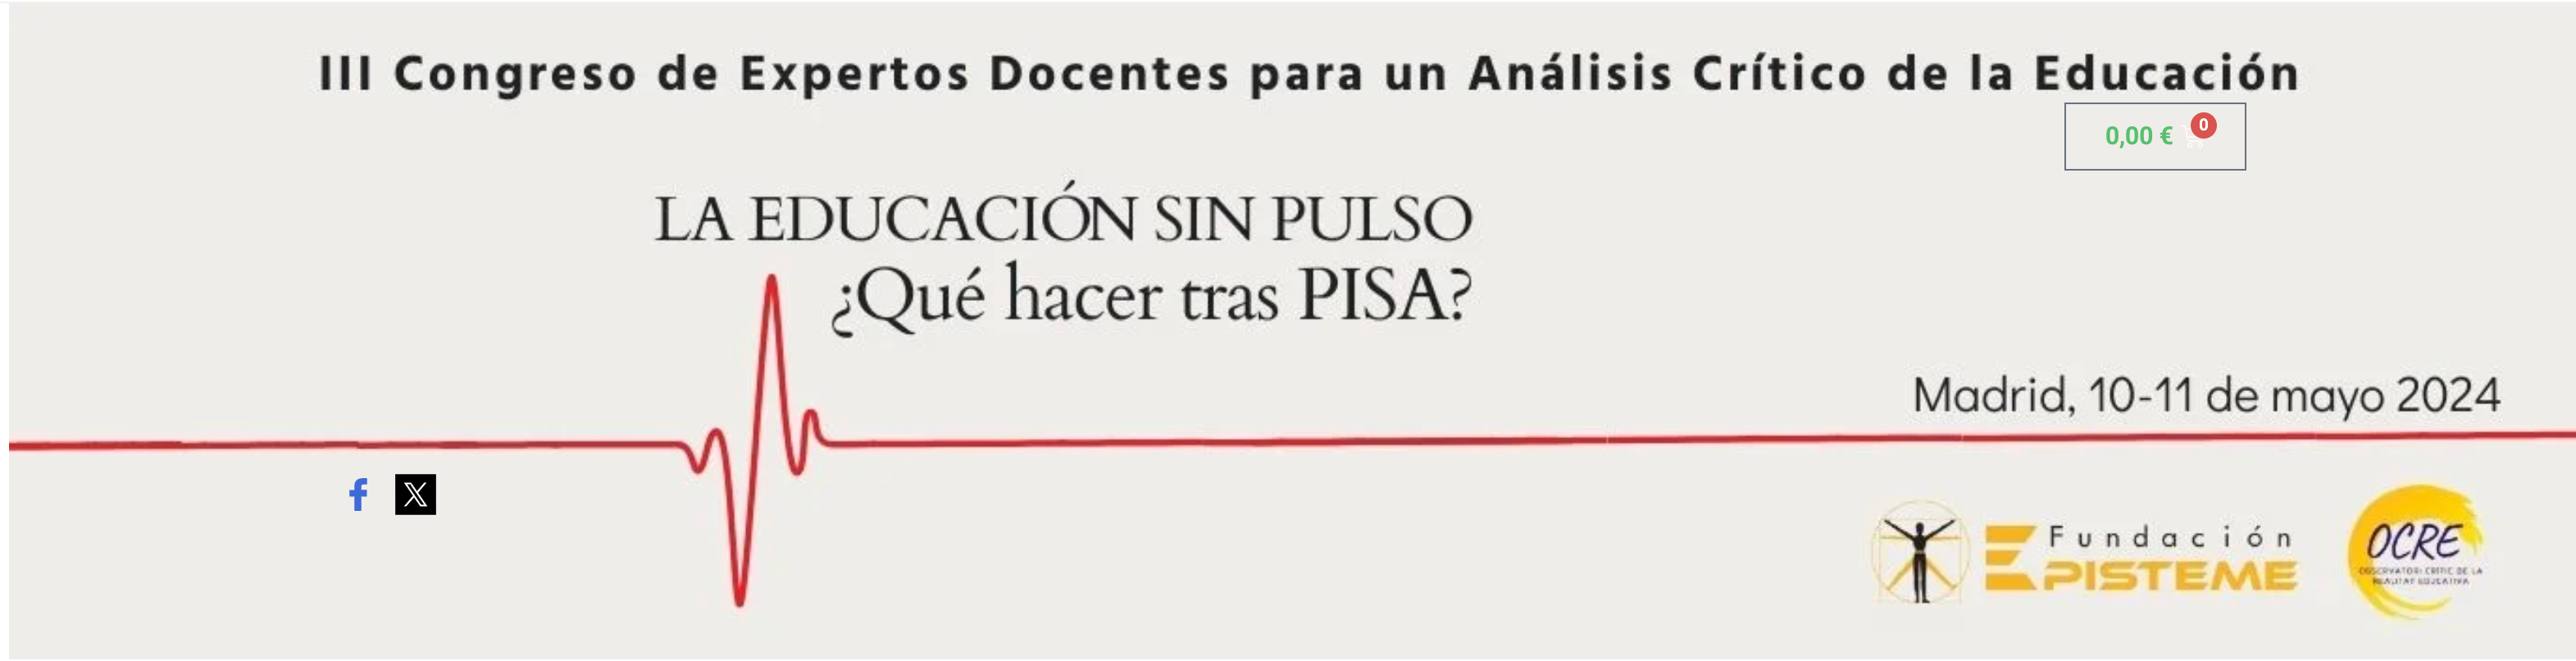 III Congreso de Expertos Docentes para un Análisis Crítico de la Educación
0,00 €
0
LA EDUCACIÓN SIN PULSO
¿Qué hacer tras PISA?
Madrid, 10-11 de mayo 2024
f
X
Fundación
EPISTEME
OCRE
OBSERVATORI CRÍTIC DE LA
REALITAT EDUCATIVA